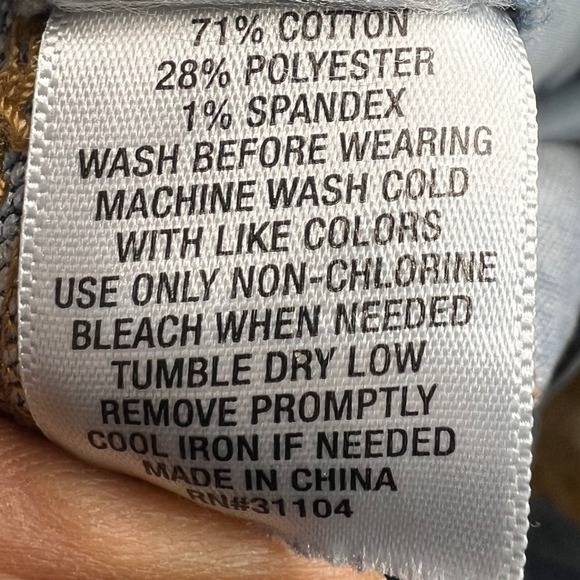 71% COTTON
28% POLYESTER
1% SPANDEX
WASH BEFORE WEARING
MACHINE WASH COLD
WITH LIKE COLORS
USE ONLY NON-CHLORINE
BLEACH WHEN NEEDED
TUMBLE DRY LOW
REMOVE PROMPTLY
COOL IRON IF NEEDED
MADE IN CHINA
RN#31104